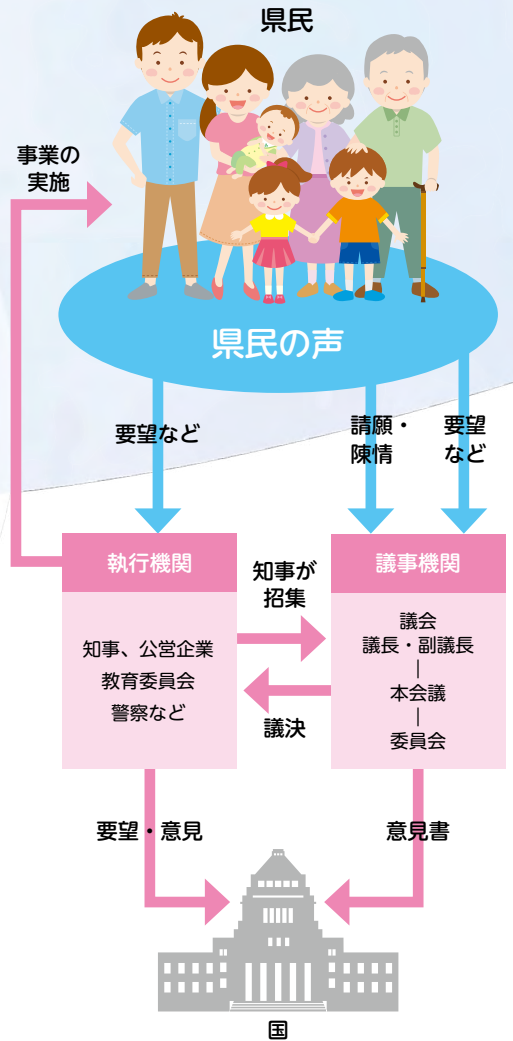 県民
事業の
実施
県民の声
要望など
請願・
陳情
要望
など
執行機関
知事、公営企業
教育委員会
警察など
知事が
招集
議決
議事機関
議会
議長・副議長
|
本会議
|
委員会
要望・意見
意見書
国